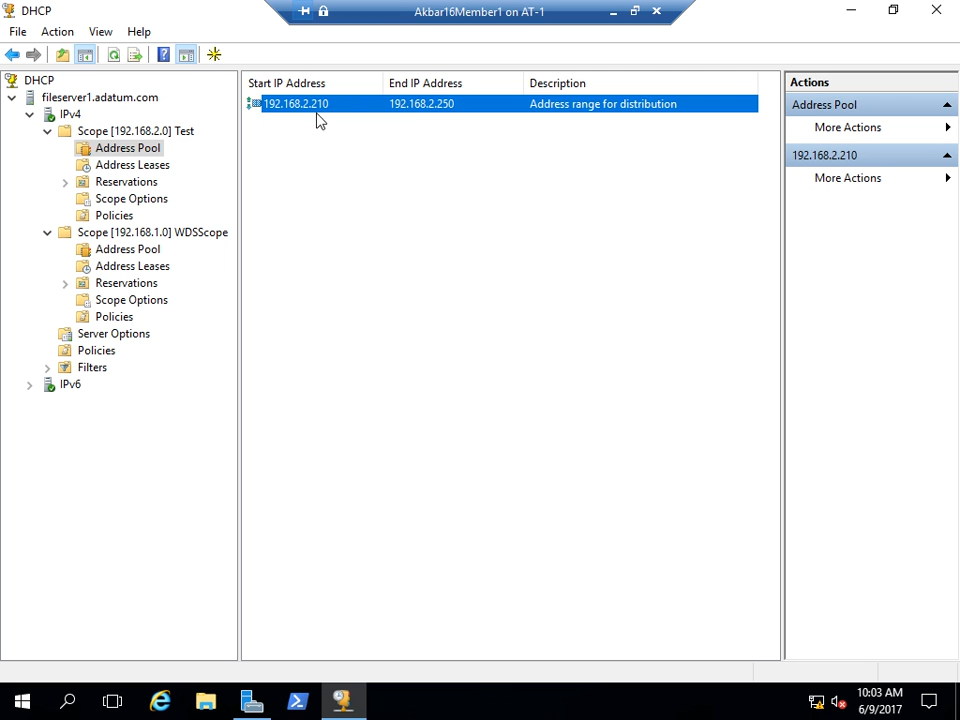 DHCP
Akbar16Member1 on AT-1
File Action View Help
DHCP
fileserver1.adatum.com
IPv4
Scope [192.168.2.0] Test
Address Pool
Address Leases
Reservations
Scope Options
Policies
Scope [192.168.1.0] WDSScope
Address Pool
Address Leases
Reservations
Scope Options
Policies
Server Options
Policies
Filters
IPv6
Start IP Address End IP Address Description
192.168.2.210 192.168.2.250 Address range for distribution
Actions
Address Pool
More Actions
192.168.2.210
More Actions
10:03 AM
6/9/2017